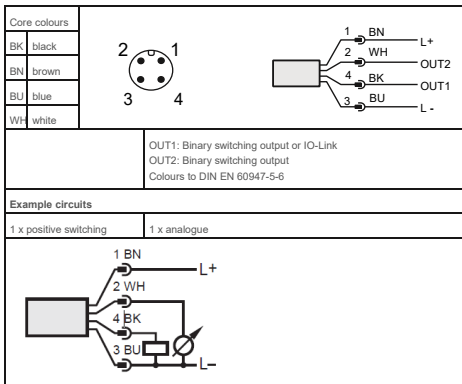 Core colours
BK black
BN brown
BU blue
WH white
2 1
3 4
1 BN L+
2 WH OUT2
4 BK OUT1
3 BU L -
OUT1: Binary switching output or IO-Link
OUT2: Binary switching output
Colours to DIN EN 60947-5-6
Example circuits
1 x positive switching 1 x analogue
1 BN L+
2 WH
4 BK
3 BU L–